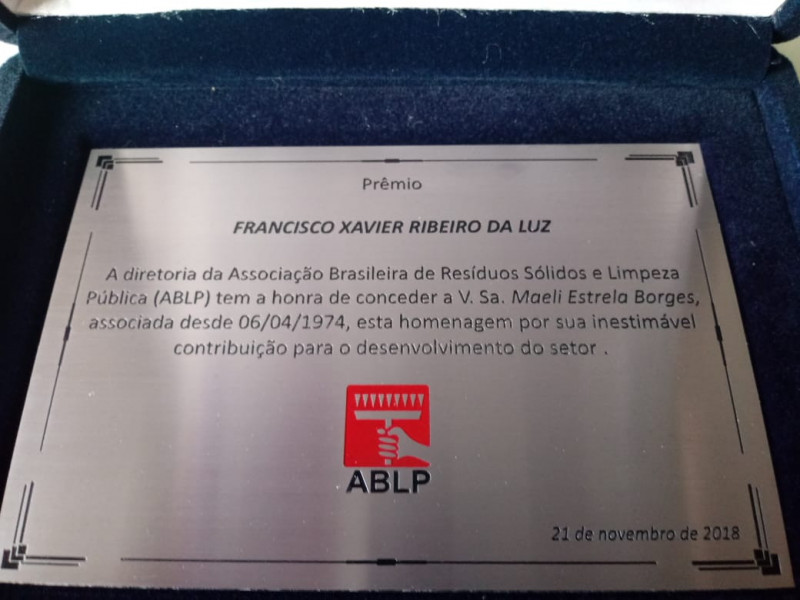 Prêmio
FRANCISCO XAVIER RIBEIRO DA LUZ
A diretoria da Associação Brasileira de Resíduos Sólidos e Limpeza
Pública (ABLP) tem a honra de conceder a V. Sa. Maeli Estrela Borges,
associada desde 06/04/1974, esta homenagem por sua inestimável
contribuição para o desenvolvimento do setor .
ABLP
21 de novembro de 2018